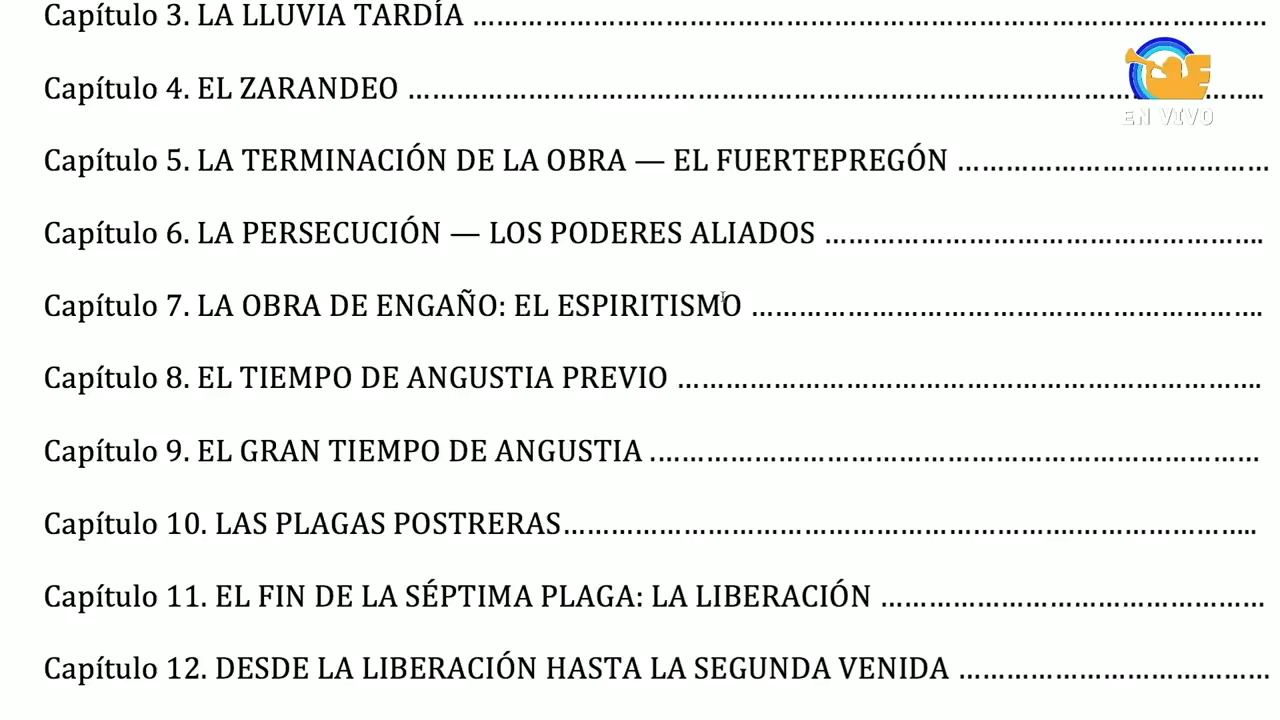 Capítulo 3. LA LLUVIA TARDÍA ……………………………………………………………………………………
Capítulo 4. EL ZARANDEO ………………………………………………………………………………………...
EN VIVO
Capítulo 5. LA TERMINACIÓN DE LA OBRA — EL FUERTEPREGÓN …………………………………
Capítulo 6. LA PERSECUCIÓN — LOS PODERES ALIADOS ……………………………………………….
Capítulo 7. LA OBRA DE ENGAÑO: EL ESPIRITISMO ……………………………………………………….
Capítulo 8. EL TIEMPO DE ANGUSTIA PREVIO ……………………………………………………………….
Capítulo 9. EL GRAN TIEMPO DE ANGUSTIA ………………………………………………………………….
Capítulo 10. LAS PLAGAS POSTRERAS…………………………………………………………………………..
Capítulo 11. EL FIN DE LA SÉPTIMA PLAGA: LA LIBERACIÓN …………………………………………
Capítulo 12. DESDE LA LIBERACIÓN HASTA LA SEGUNDA VENIDA …………………………………